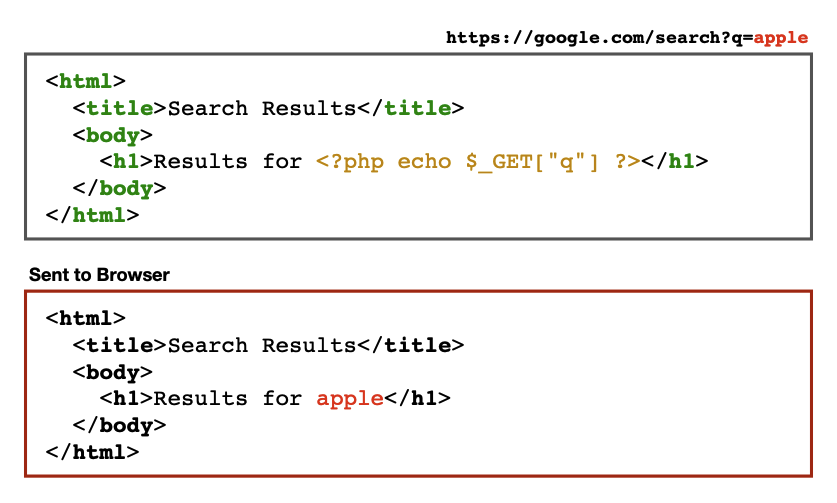 https://google.com/search?q=apple
<html>
<title>Search Results</title>
<body>
<h1>Results for <?php echo $_GET["q"] ?></h1>
</body>
</html>
Sent to Browser
<html>
<title>Search Results</title>
<body>
<h1>Results for apple</h1>
</body>
</html>